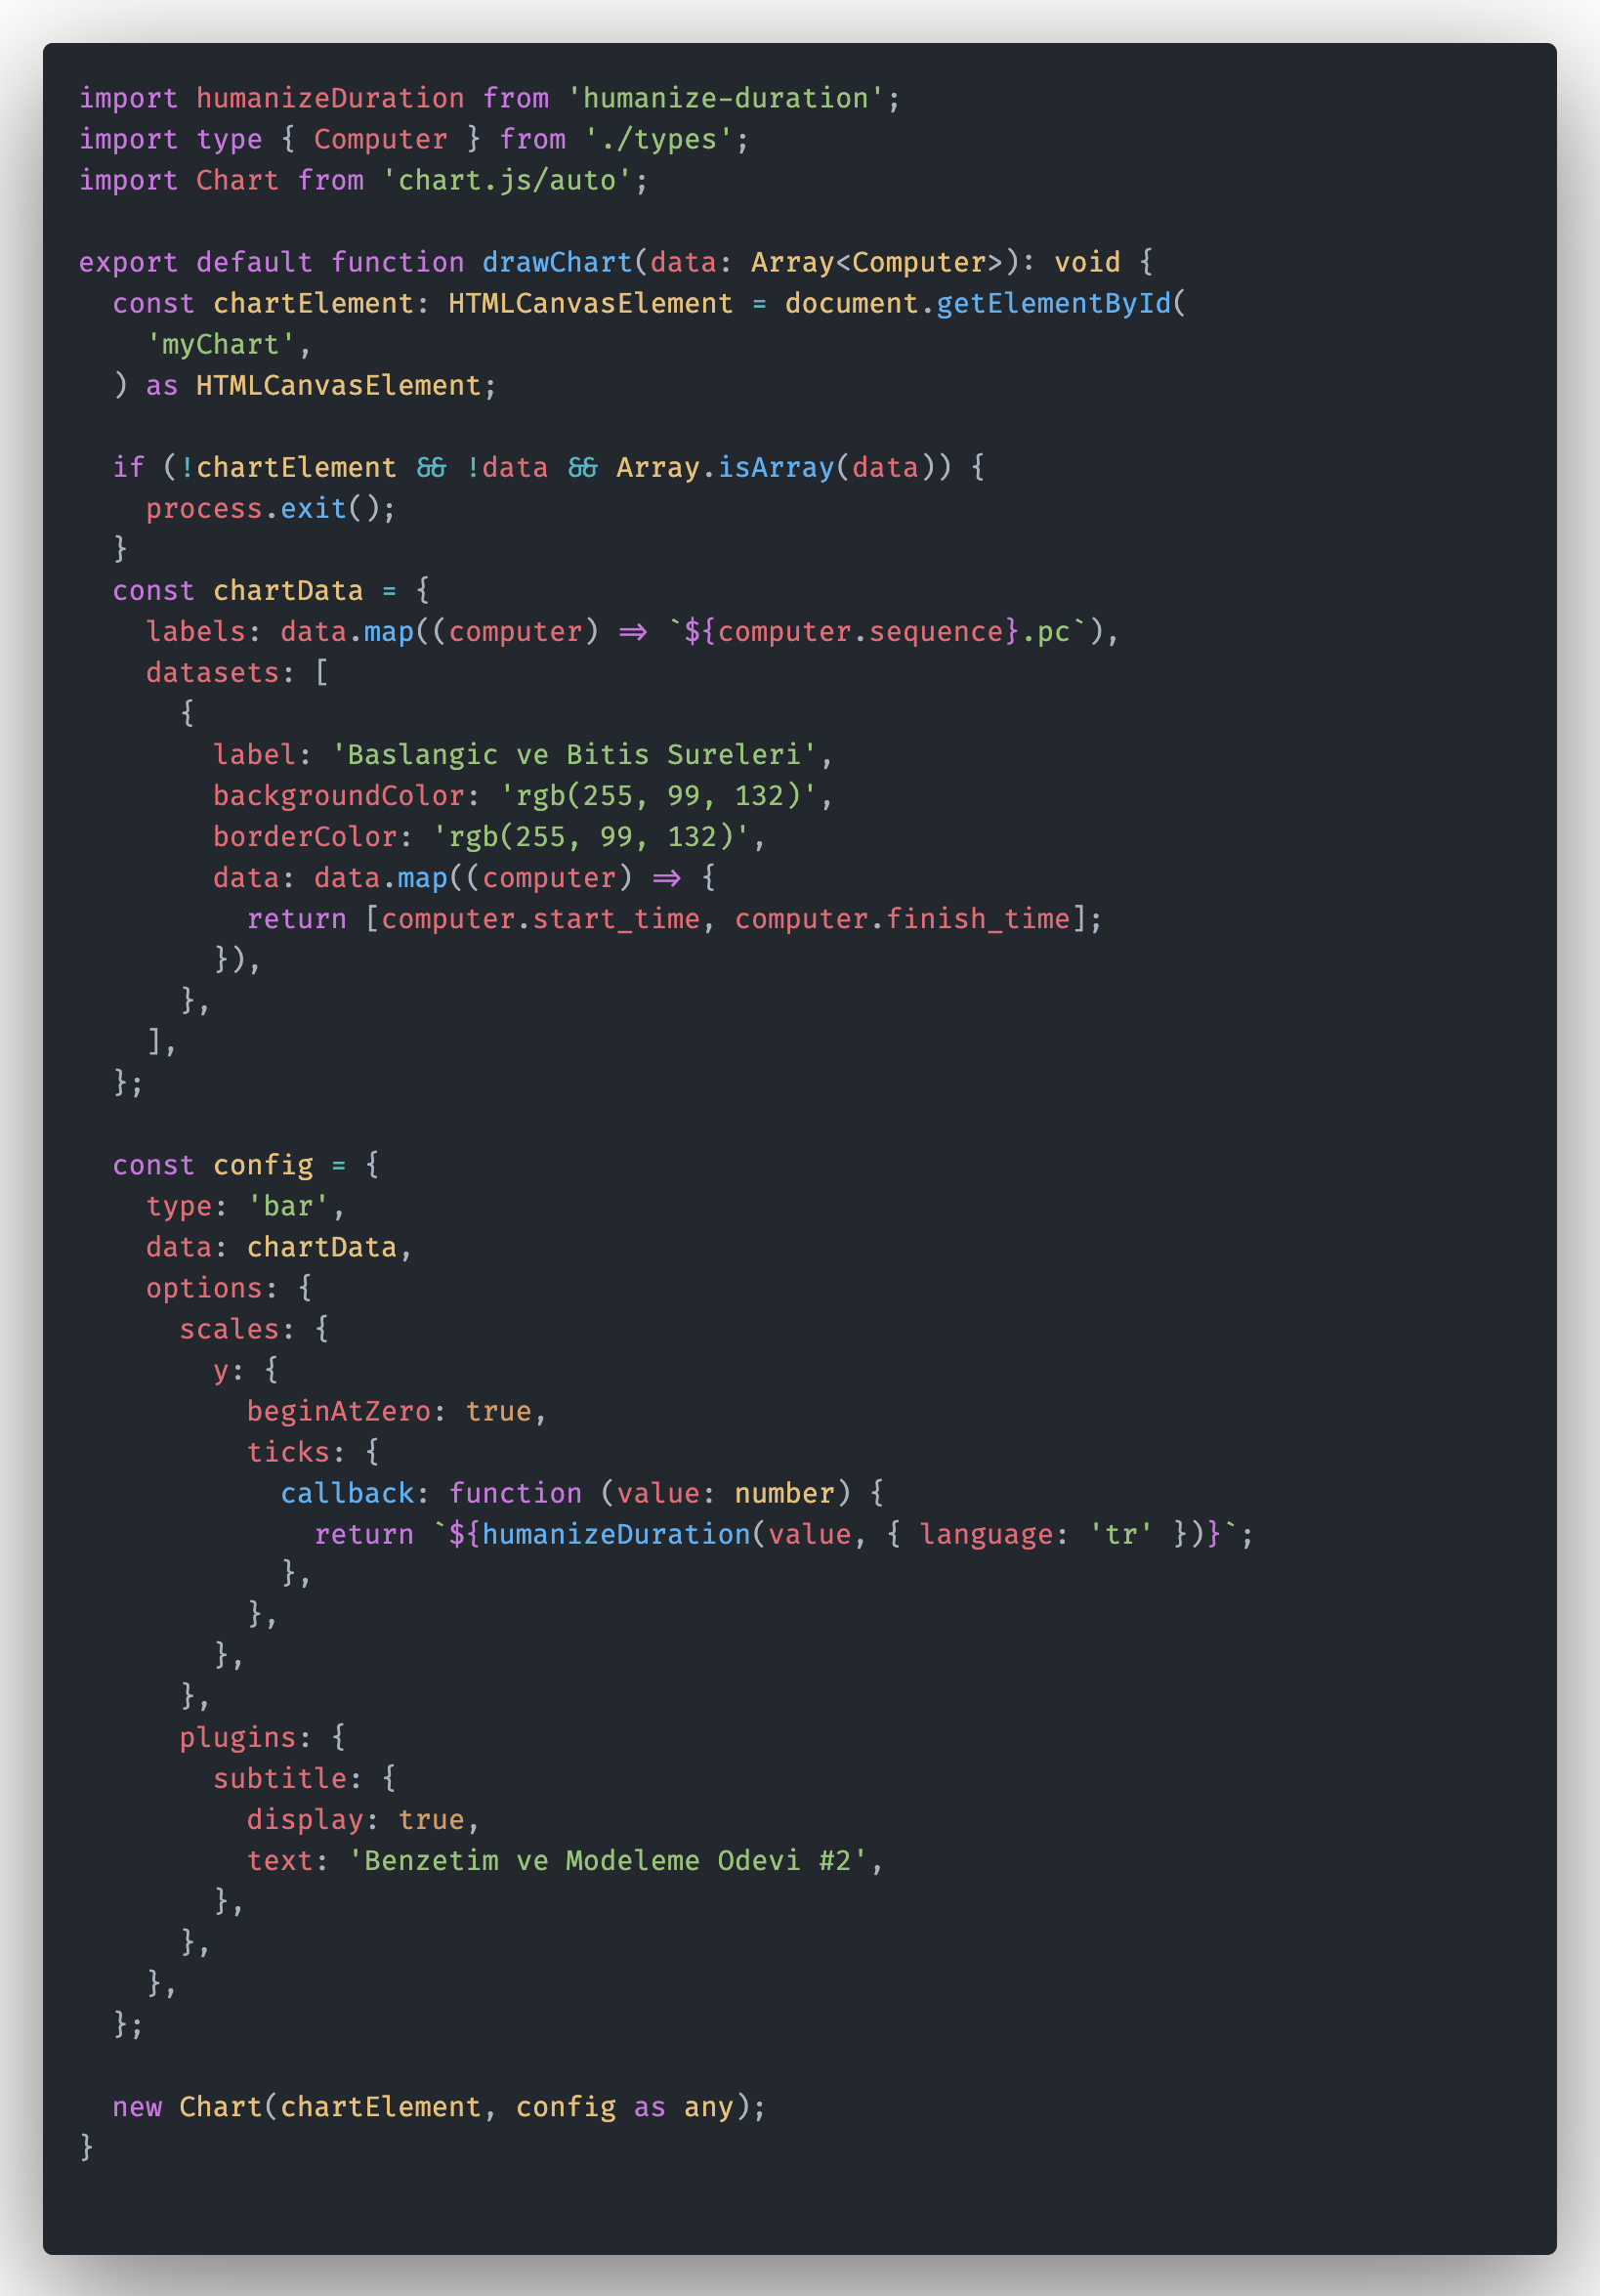 import humanizeDuration from 'humanize-duration';
import type { Computer } from './types';
import Chart from 'chart.js/auto';

export default function drawChart(data: Array<Computer>): void {
  const chartElement: HTMLCanvasElement = document.getElementById(
    'myChart',
  ) as HTMLCanvasElement;

  if (!chartElement && !data && Array.isArray(data)) {
    process.exit();
  }
  const chartData = {
    labels: data.map((computer) => `${computer.sequence}.pc`),
    datasets: [
      {
        label: 'Baslangic ve Bitis Sureleri',
        backgroundColor: 'rgb(255, 99, 132)',
        borderColor: 'rgb(255, 99, 132)',
        data: data.map((computer) => {
          return [computer.start_time, computer.finish_time];
        }),
      },
    ],
  };

  const config = {
    type: 'bar',
    data: chartData,
    options: {
      scales: {
        y: {
          beginAtZero: true,
          ticks: {
            callback: function (value: number) {
              return `${humanizeDuration(value, { language: 'tr' })}`;
            },
          },
        },
      },
      plugins: {
        subtitle: {
          display: true,
          text: 'Benzetim ve Modeleme Odevi #2',
        },
      },
    },
  };

  new Chart(chartElement, config as any);
}